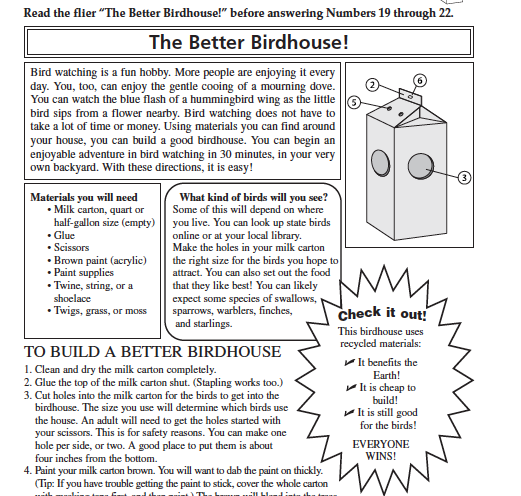 Read the flier “The Better Birdhouse!” before answering Numbers 19 through 22.
The Better Birdhouse!
Bird watching is a fun hobby. More people are enjoying it every
day. You, too, can enjoy the gentle cooing of a mourning dove.
You can watch the blue flash of a hummingbird wing as the little
bird sips from a flower nearby. Bird watching does not have to
take a lot of time or money. Using materials you can find around
your house, you can build a good birdhouse. You can begin an
enjoyable adventure in bird watching in 30 minutes, in your very
own backyard. With these directions, it is easy!
2
6
5
3
Materials you will need
• Milk carton, quart or
half-gallon size (empty)
• Glue
• Scissors
• Brown paint (acrylic)
• Paint supplies
• Twine, string, or a
shoelace
• Twigs, grass, or moss
What kind of birds will you see?
Some of this will depend on where
you live. You can look up state birds
online or at your local library.
Make the holes in your milk carton
the right size for the birds you hope to
attract. You can also set out the food
that they like best! You can likely
expect some species of swallows,
sparrows, warblers, finches,
and starlings.
Check it out!
This birdhouse uses
recycled materials:
It benefits the
Earth!
It is cheap to
build!
It is still good
for the birds!
EVERYONE
WINS!
TO BUILD A BETTER BIRDHOUSE
1. Clean and dry the milk carton completely.
2. Glue the top of the milk carton shut. (Stapling works too.)
3. Cut holes into the milk carton for the birds to get into the
birdhouse. The size you use will determine which birds use
the house. An adult will need to get the holes started with
your scissors. This is for safety reasons. You can make one
hole per side, or two. A good place to put them is about
four inches from the bottom.
4. Paint your milk carton brown. You will want to dab the paint on thickly.
(Tip: If you have trouble getting the paint to stick, cover the whole carton